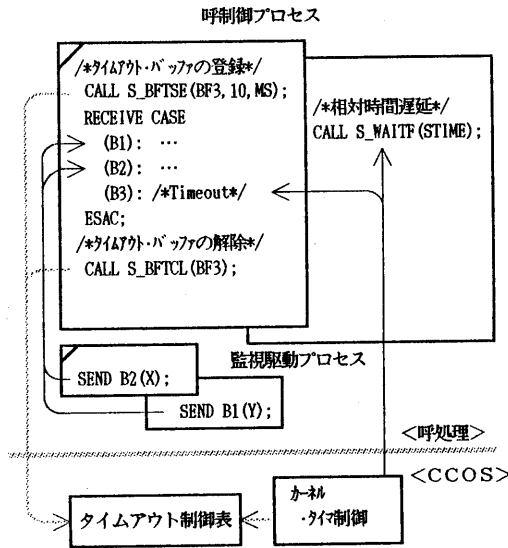 呼制御プロセス
/*タイムアウト・バッファの登録*/
CALL S_BFTSE(BF3,10,MS);
RECEIVE CASE
(B1): …
(B2): …
(B3): /*Timeout*/
ESAC;
/*タイムアウト・バッファの解除*/
CALL S_BFTCL(BF3);
/*相対時間遅延*/
CALL S_WAITF(STIME);
監視駆動プロセス
SEND B2(X);
SEND B1(Y);
<呼処理>
<CCOS>
タイムアウト制御表
カーネル
・タイマ制御